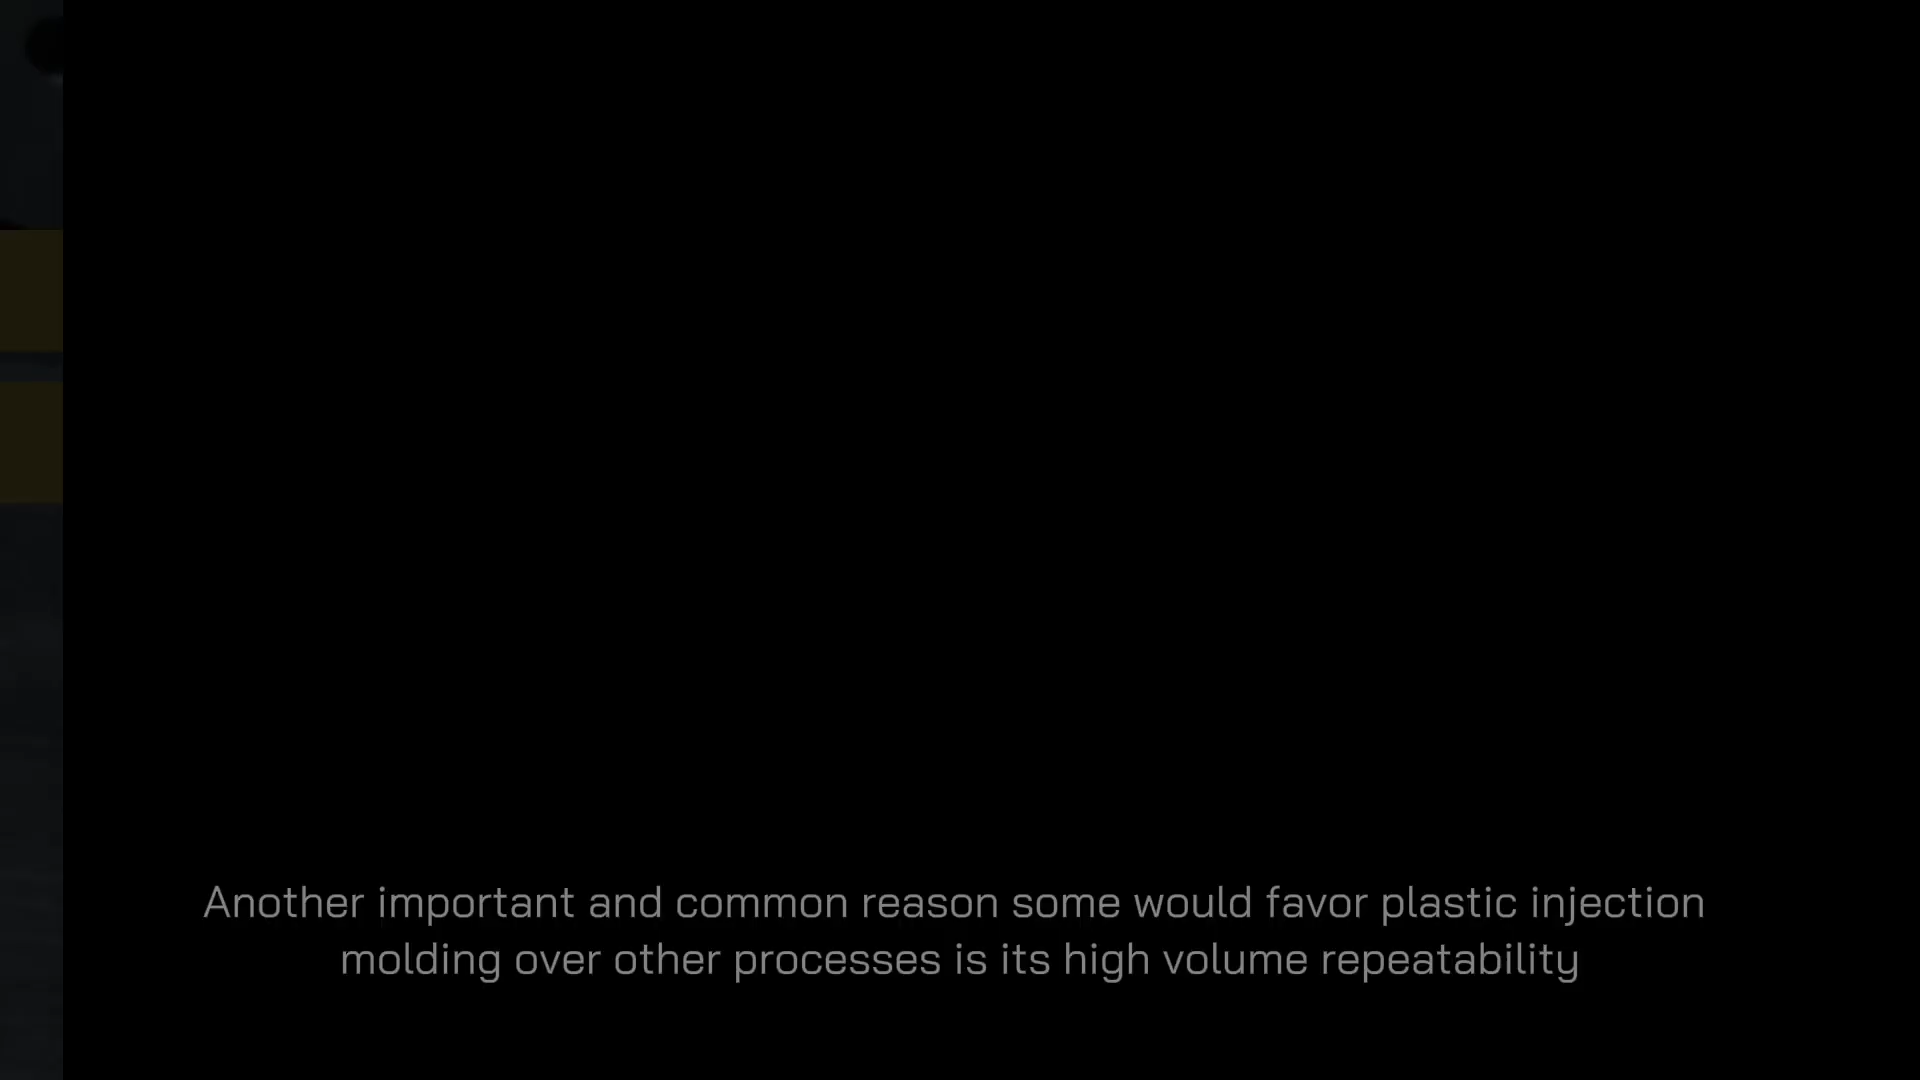 Another important and common reason some would favor plastic injection
molding over other processes is its high volume repeatability